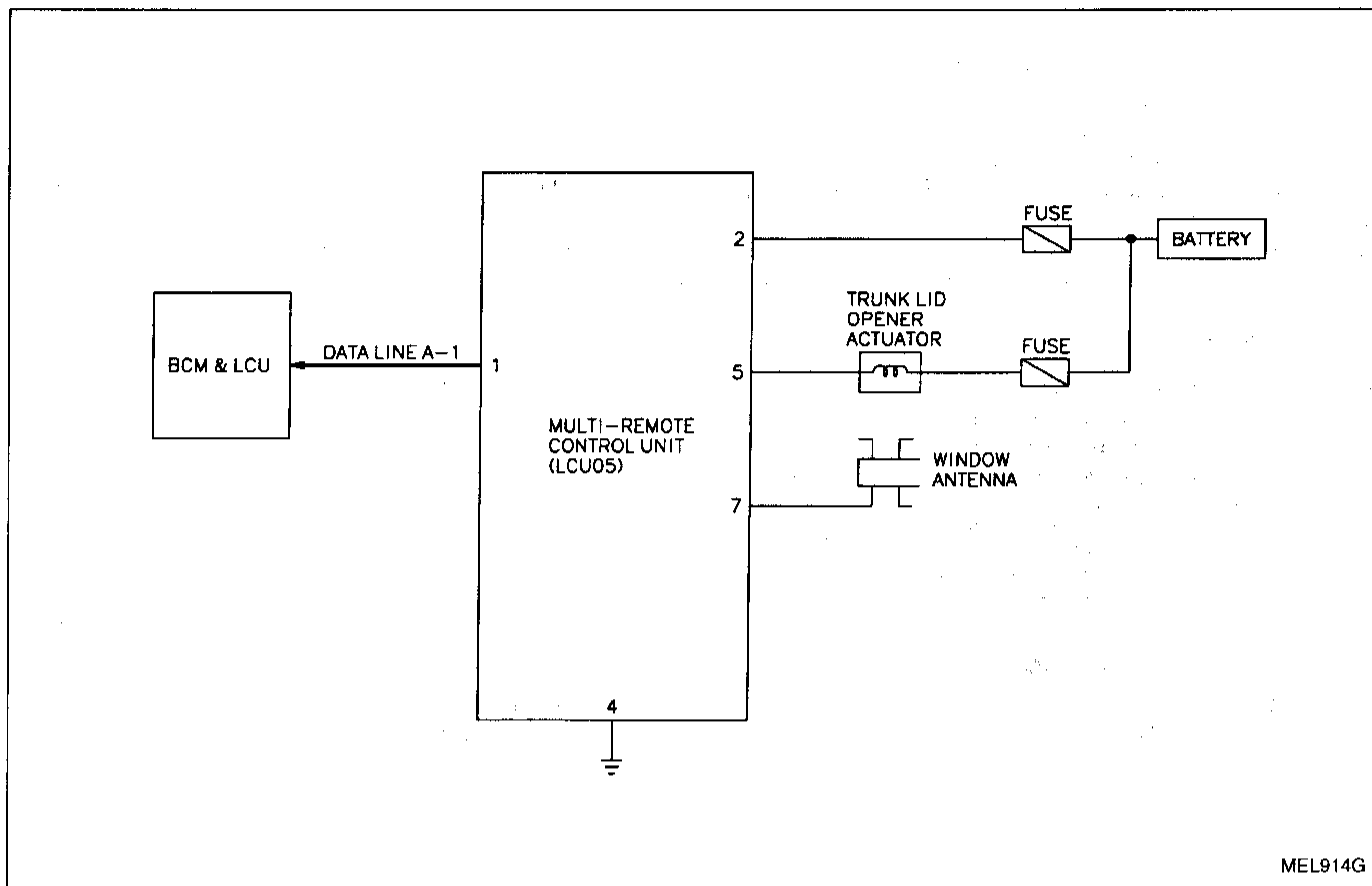 FUSE
2
BATTERY
TRUNK LID
OPENER
ACTUATOR
FUSE
BCM & LCU
DATA LINE A-1
1
5
MULTI-REMOTE
CONTROL UNIT
(LCU05)
WINDOW
ANTENNA
7
4
MEL914G